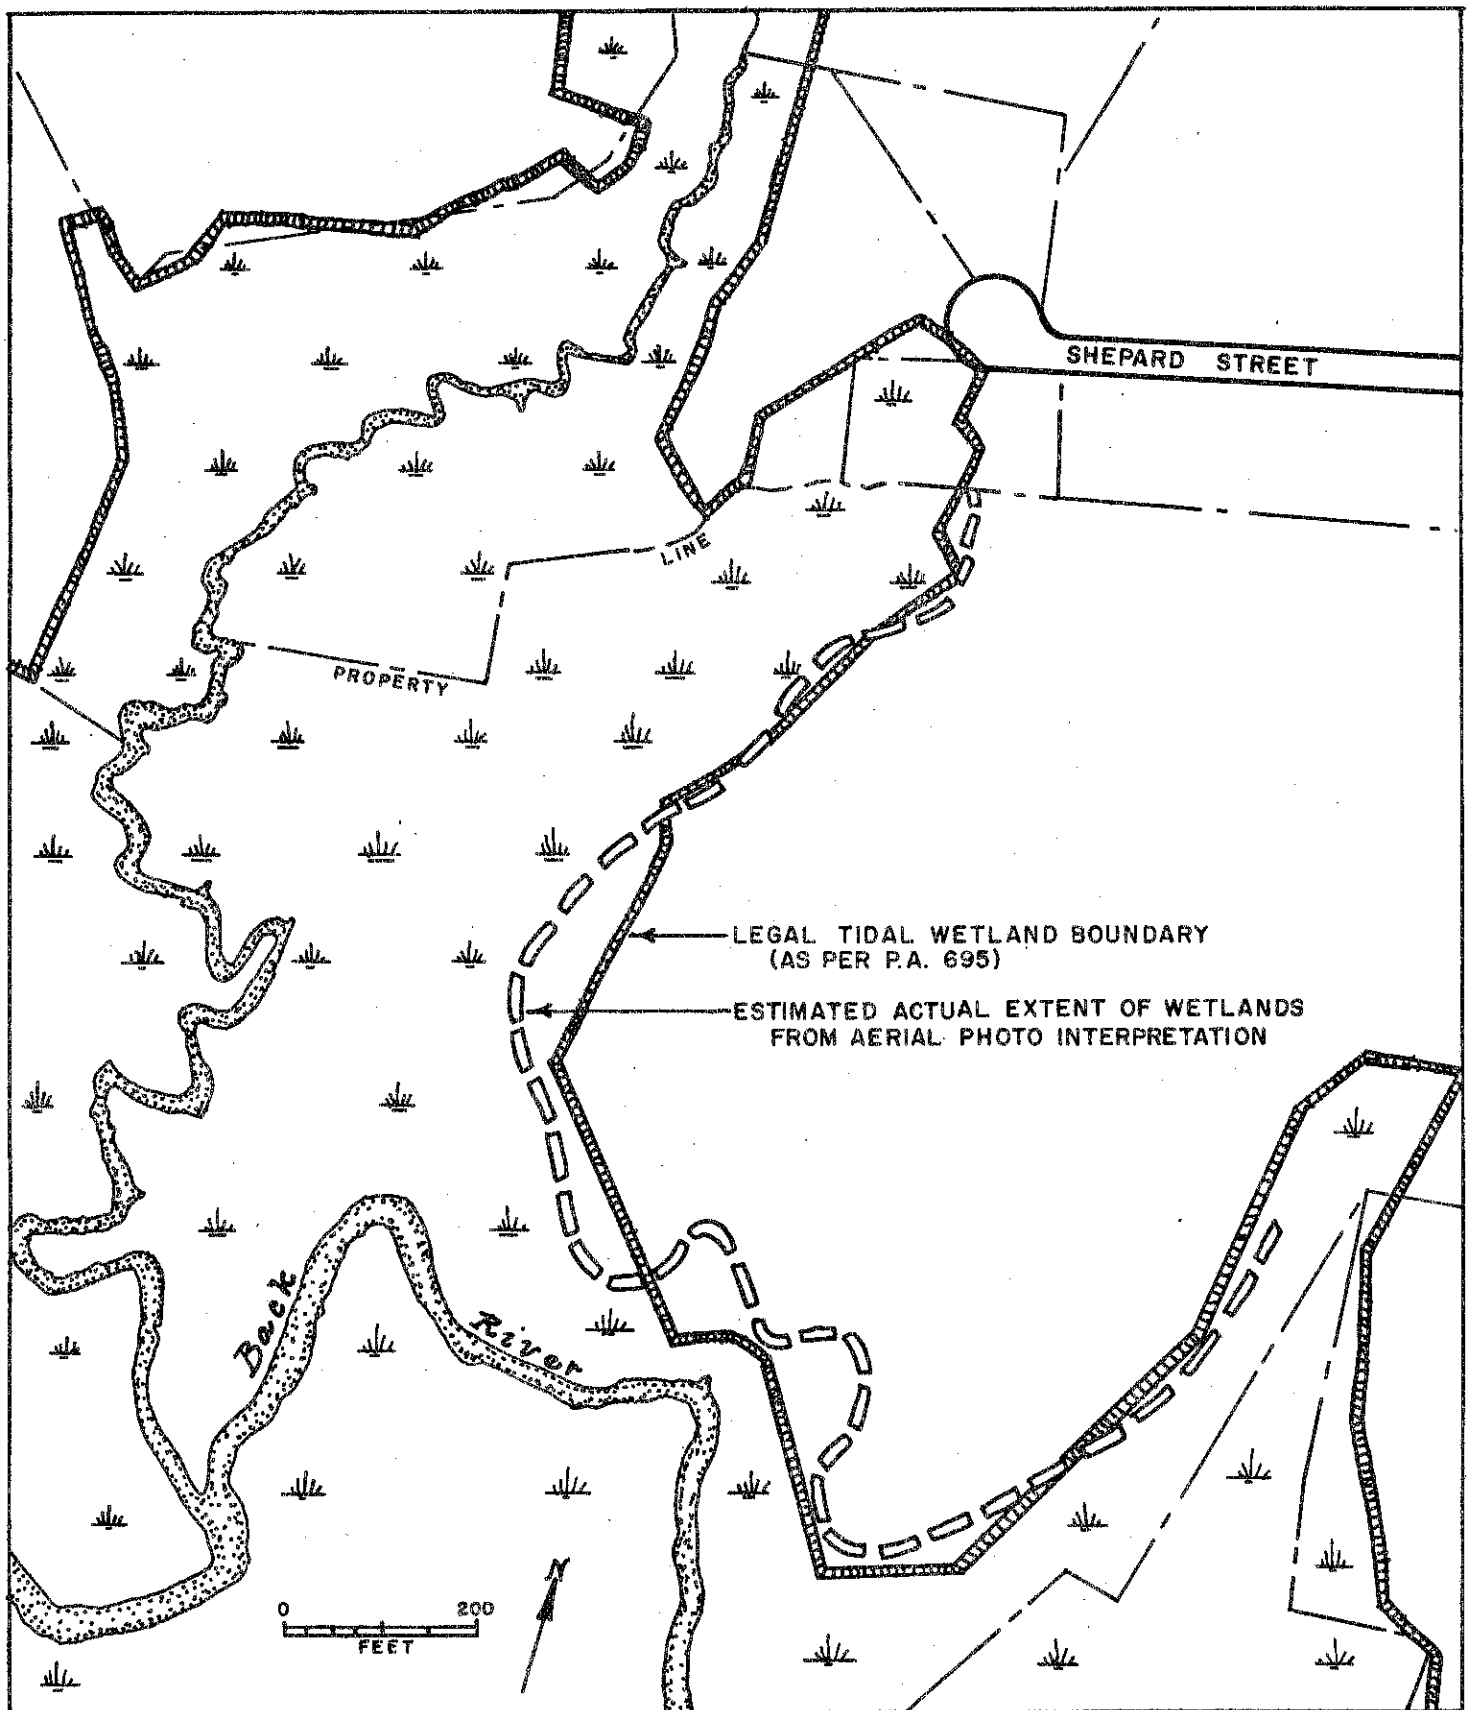 SHEPARD STREET
LINE
PROPERTY
LEGAL TIDAL WETLAND BOUNDARY
(AS PER P.A. 695)
ESTIMATED ACTUAL EXTENT OF WETLANDS
FROM AERIAL PHOTO INTERPRETATION
Back River
N
0 200
FEET